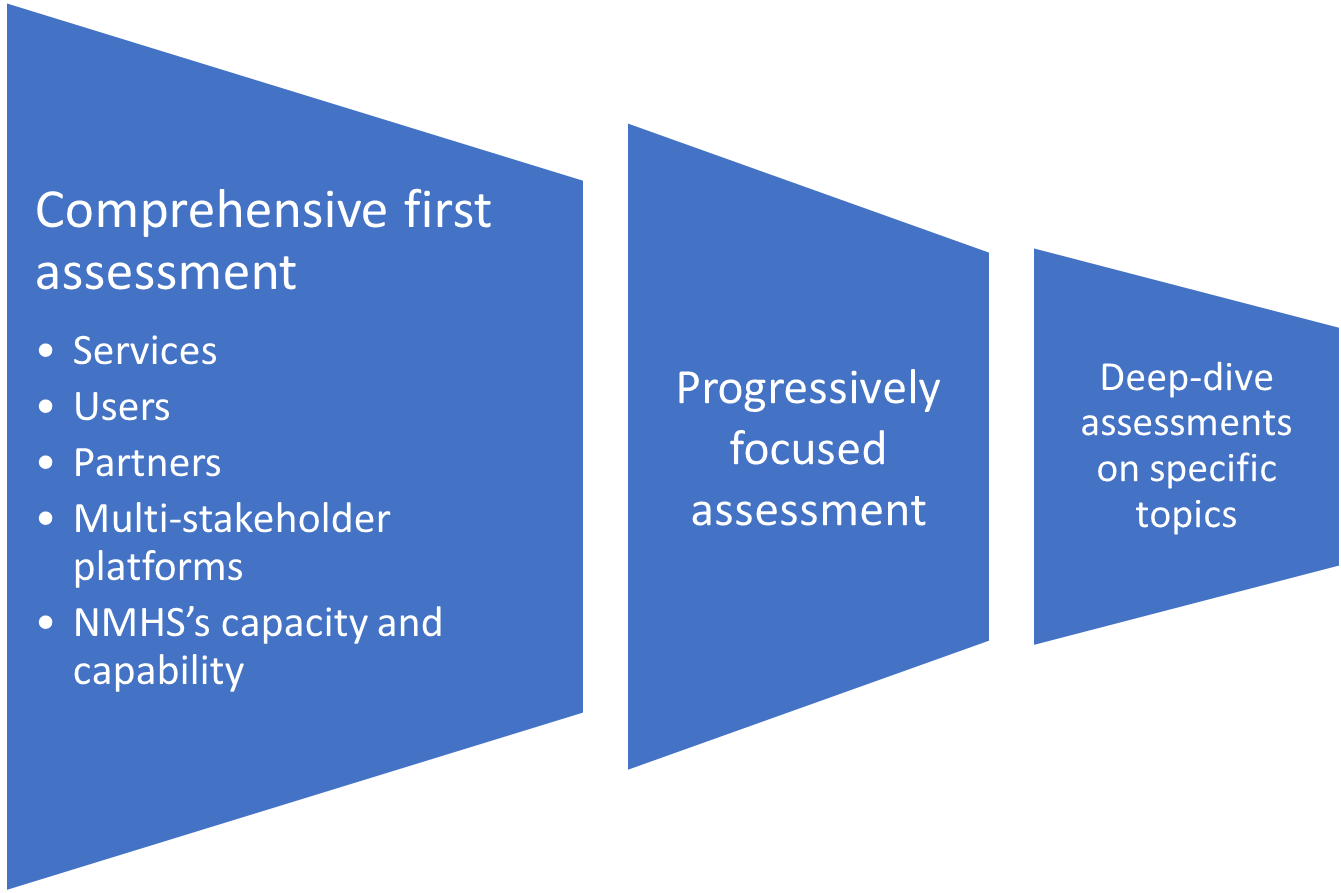 Comprehensive first
assessment
• Services
• Users
• Partners
• Multi-stakeholder
platforms
• NMHS’s capacity and
capability
Progressively
focused
assessment
Deep-dive
assessments
on specific
topics